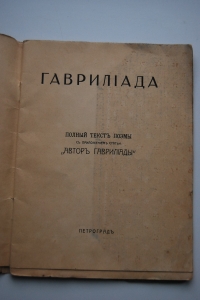 ГАВРИЛІАДА
ПОЛНЫЙ ТЕКСТЪ ПОЭМЫ
„АВТОРЪ ГАВРИЛІАДЫ"
ПЕТРОГРАДЪ